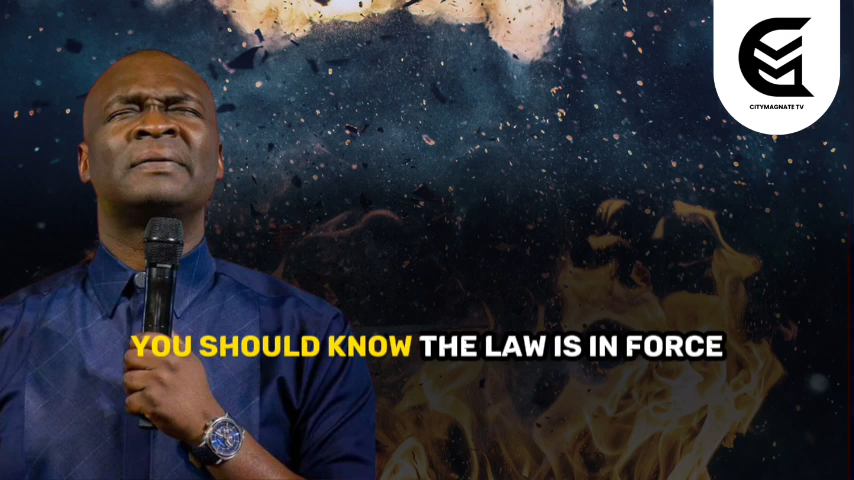 CITYMAGNATE TV
YOU SHOULD KNOW THE LAW IS IN FORCE